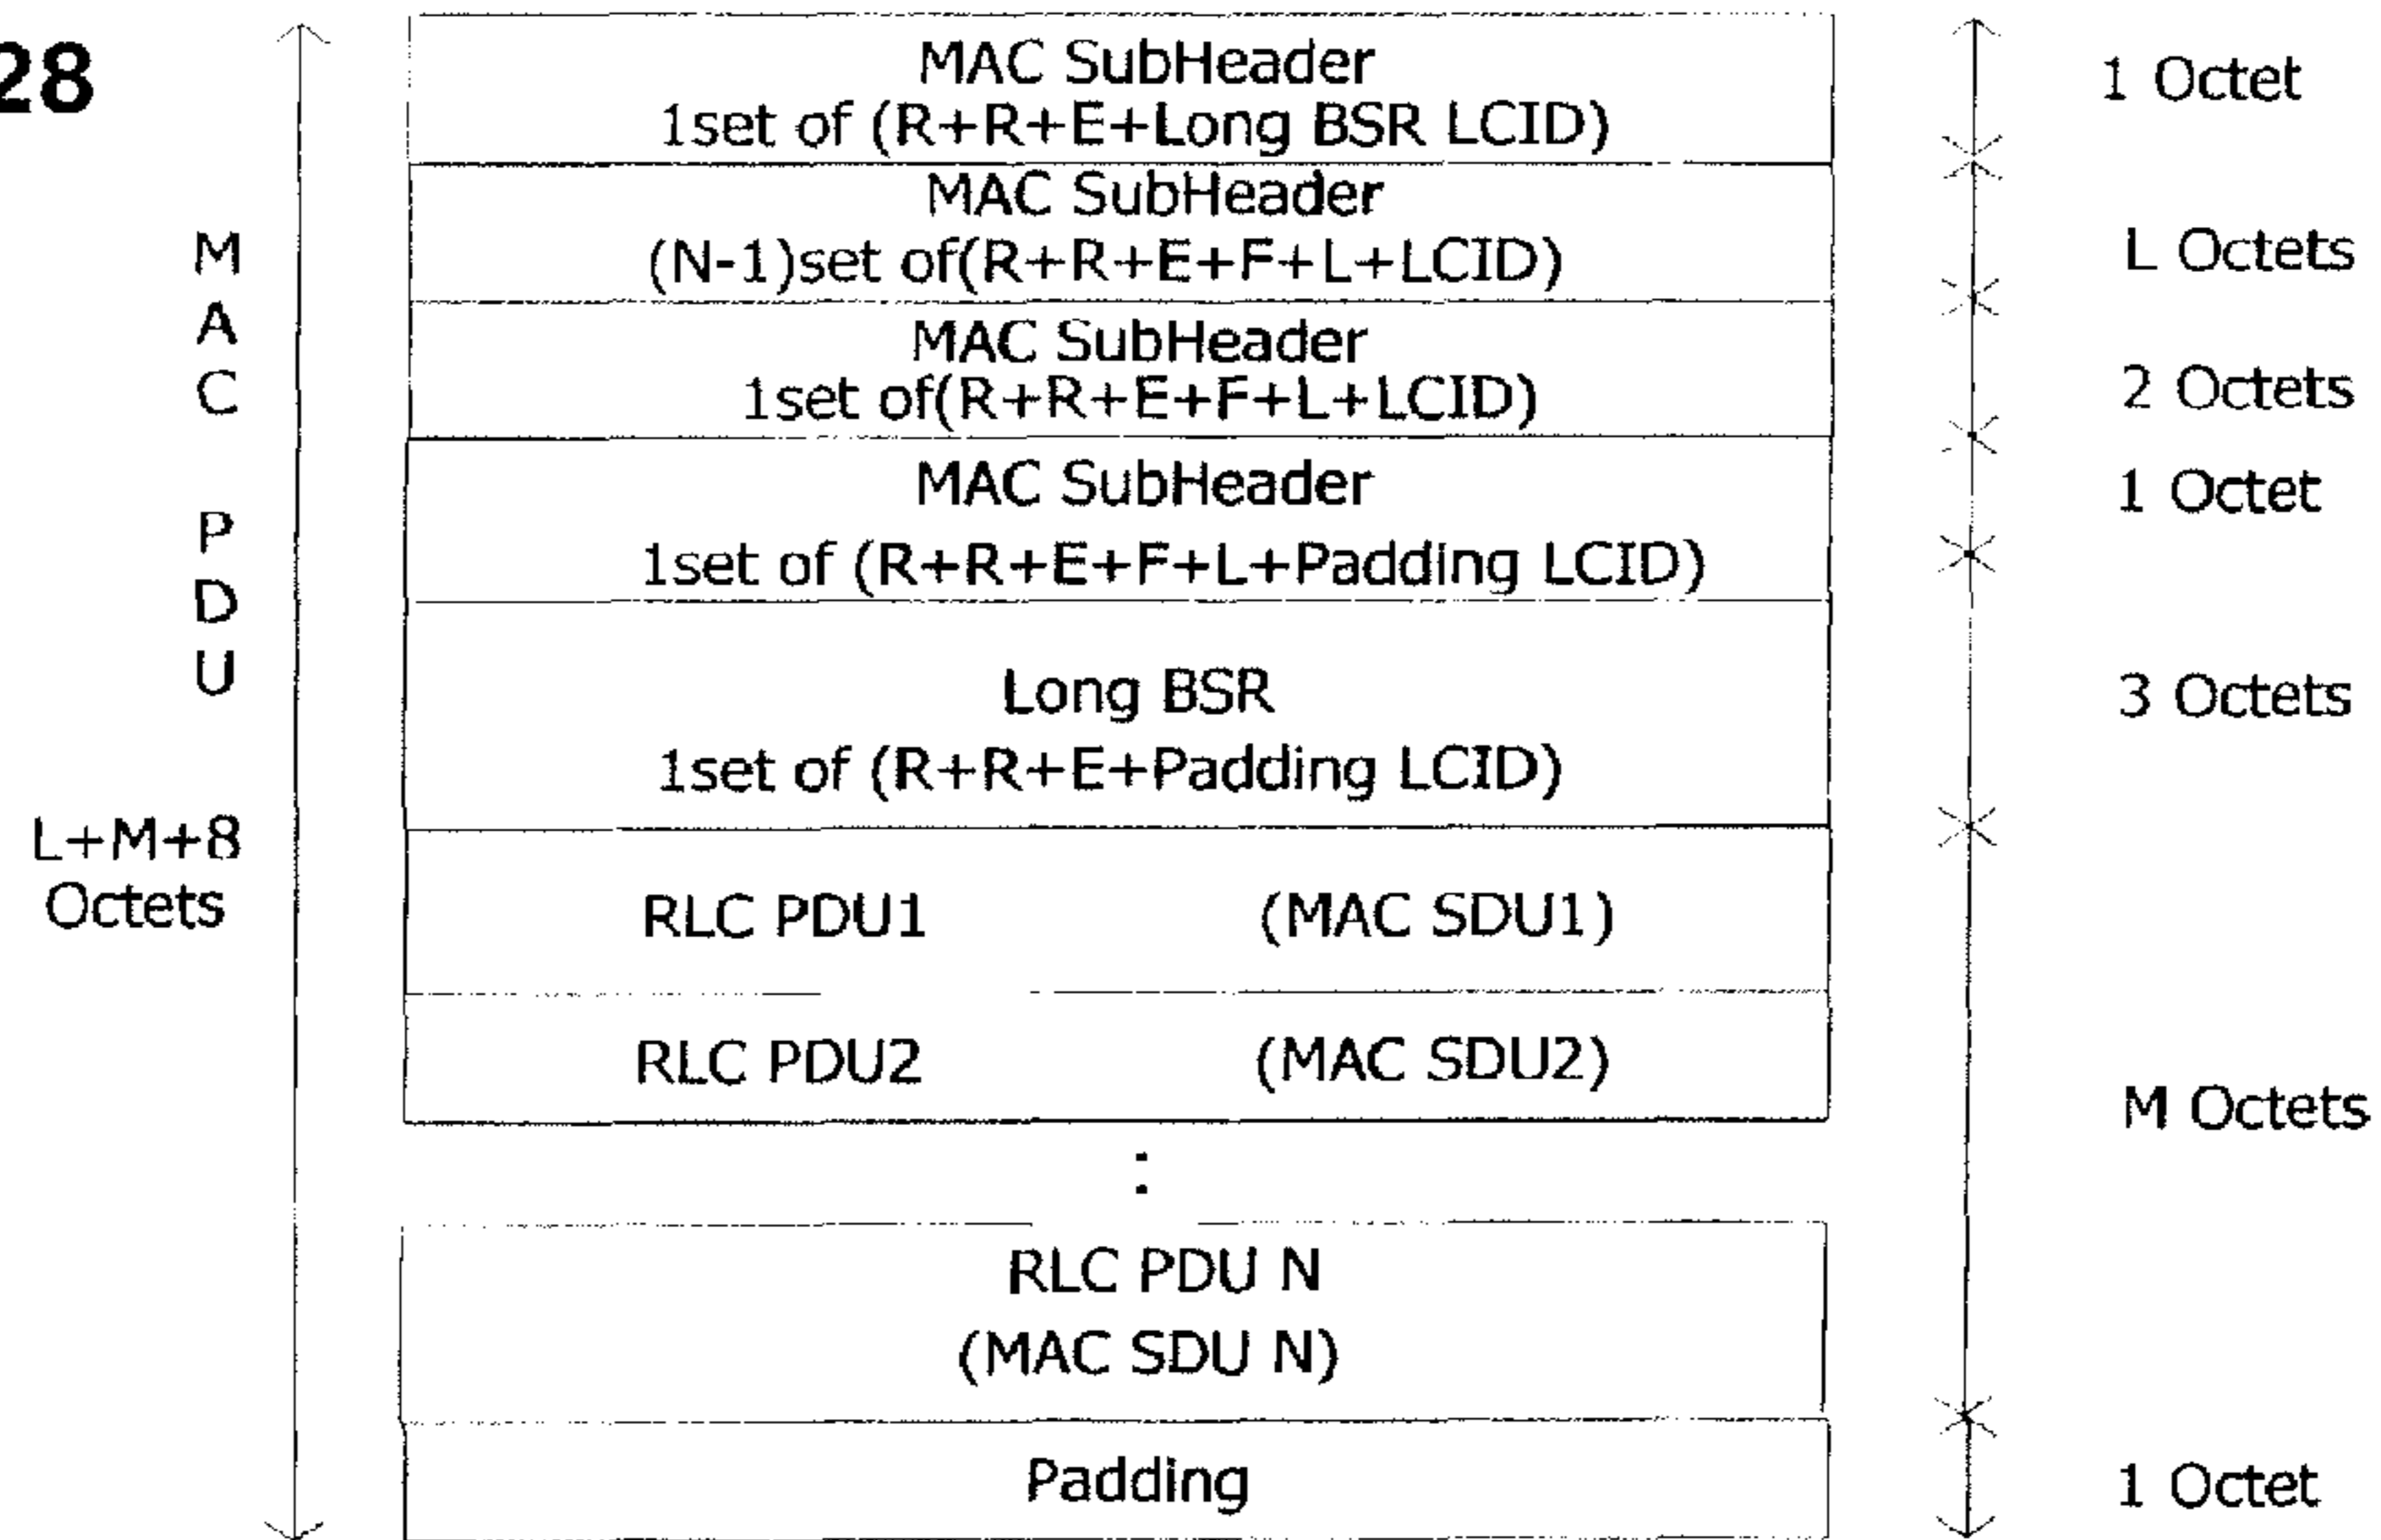 28
MAC SubHeader
1set of (R+R+E+Long BSR LCID)
1 Octet
MAC SubHeader
(N-1)set of(R+R+E+F+L+LCID)
L Octets
MAC SubHeader
1set of(R+R+E+F+L+LCID)
2 Octets
MAC SubHeader
1set of (R+R+E+F+L+Padding LCID)
1 Octet
Long BSR
1set of (R+R+E+Padding LCID)
3 Octets
M
A
C
P
D
U
L+M+8
Octets
RLC PDU1 (MAC SDU1)
RLC PDU2 (MAC SDU2)
:
M Octets
RLC PDU N
(MAC SDU N)
Padding
1 Octet